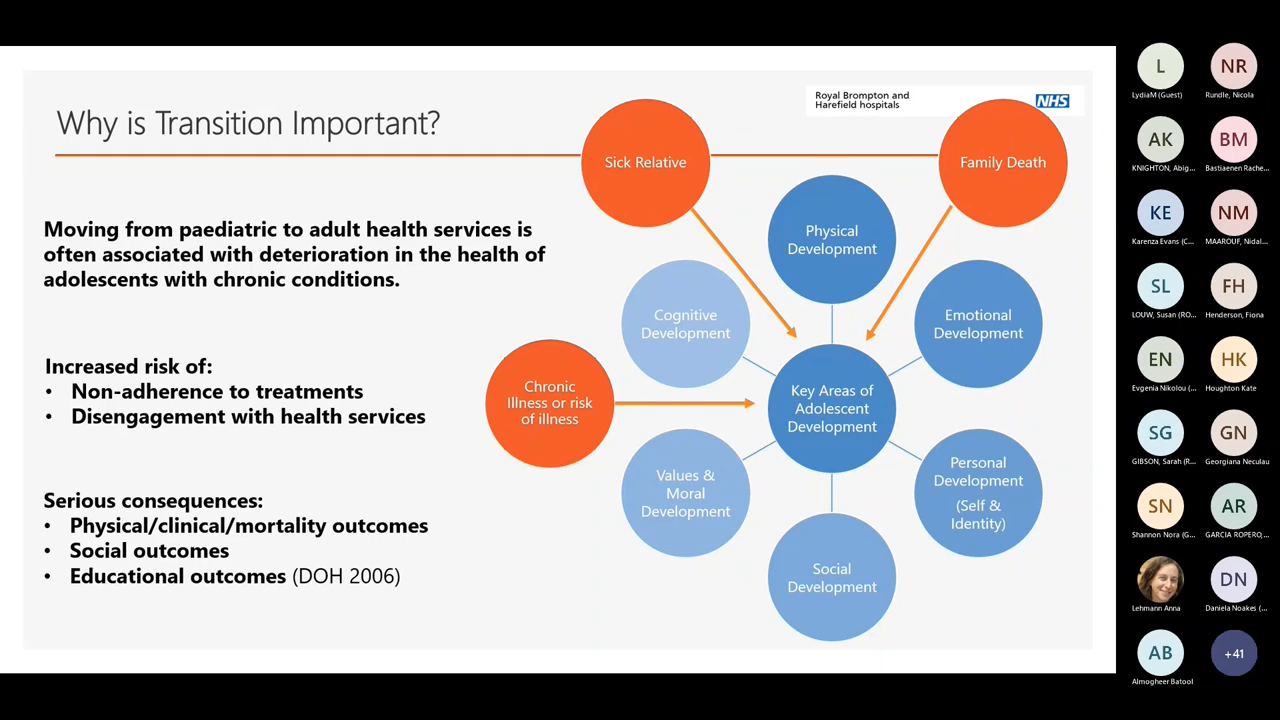 Why is Transition Important?
Royal Brompton and
Harefield hospitals
NHS
Moving from paediatric to adult health services is
often associated with deterioration in the health of
adolescents with chronic conditions.
Increased risk of:
• Non-adherence to treatments
• Disengagement with health services
Serious consequences:
• Physical/clinical/mortality outcomes
• Social outcomes
• Educational outcomes (DOH 2006)
Sick Relative
Family Death
Chronic
Illness or risk
of illness
Physical
Development
Cognitive
Development
Emotional
Development
Key Areas of
Adolescent
Development
Values &
Moral
Development
Personal
Development
(Self &
Identity)
Social
Development
L
LydiaM (Guest)
NR
Rundle, Nicola
AK
KNIGHTON, Abig...
BM
Bastiaenen Rache...
KE
Karenza Evans (C...
NM
MAAROUF, Nidal...
SL
LOUW, Susan (RO...
FH
Henderson, Fiona
EN
Evgenia Nikolou (...
HK
Houghton Kate
SG
GIBSON, Sarah (R...
GN
Georgiana Neculau
SN
Shannon Nora (G...
AR
GARCIA ROPERO,...
Lehmann Anna
DN
Daniela Noakes (...
AB
Almogheer Batool
+41